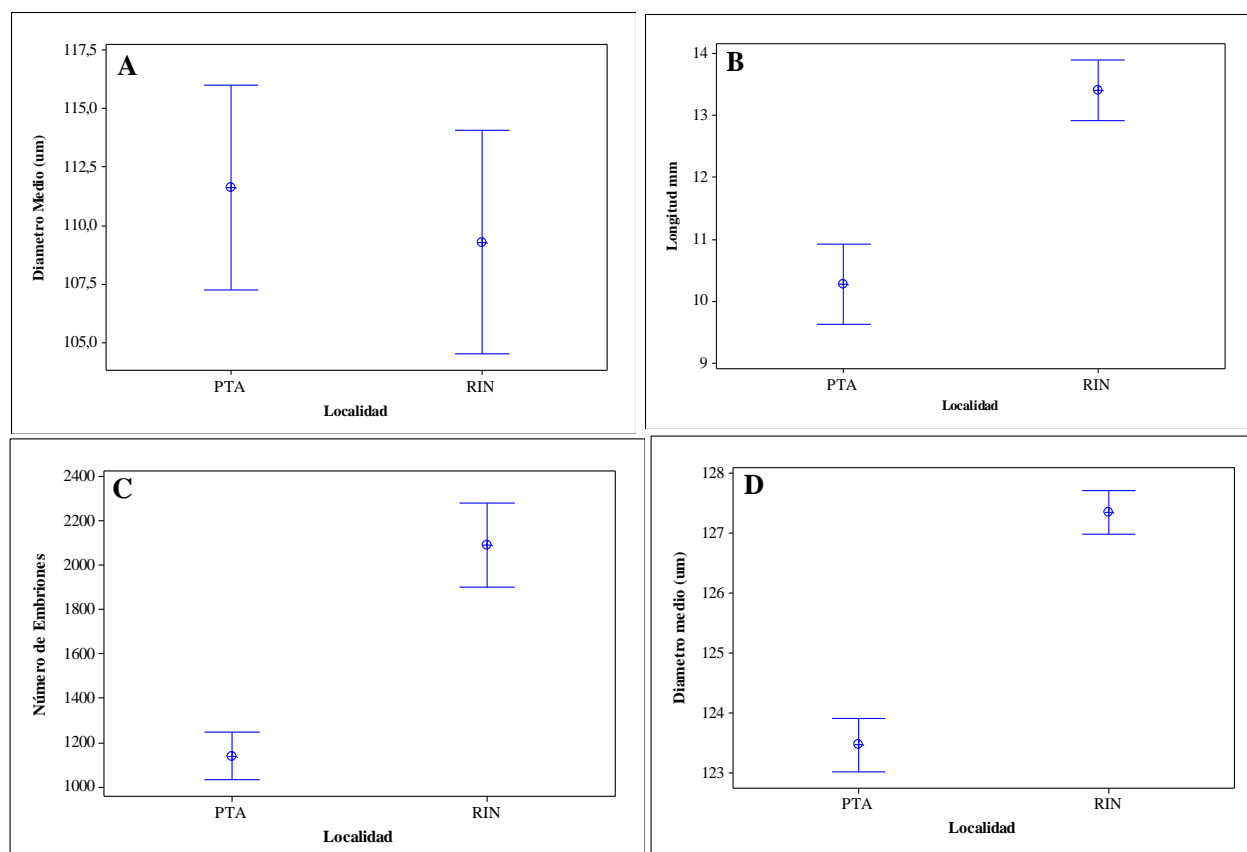 A
Diametro Medio (um)
117,5
115,0
112,5
110,0
107,5
105,0
PTA
RIN
Localidad
B
Longitud mm
14
13
12
11
10
9
PTA
RIN
Localidad
C
Número de Embriones
2400
2200
2000
1800
1600
1400
1200
1000
PTA
RIN
Localidad
D
Diametro medio (um)
128
127
126
125
124
123
PTA
RIN
Localidad